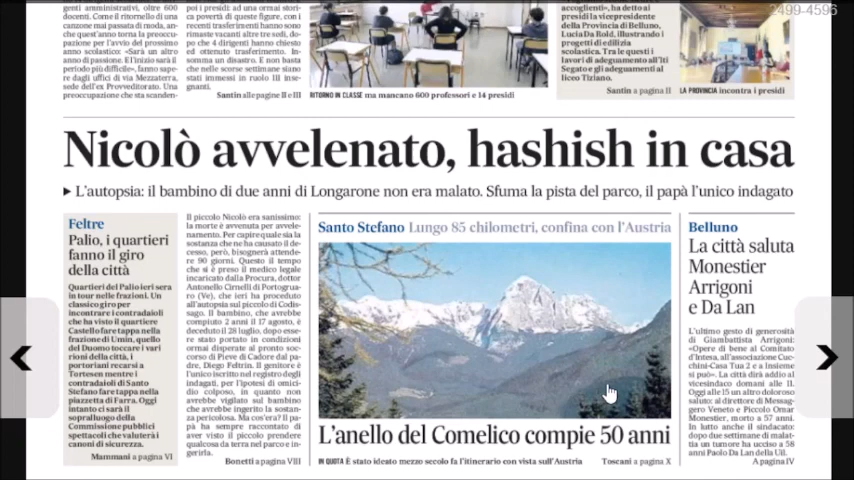 2499-4596
genti amministrativi, oltre 600
docenti. Come il ritornello di una
canzone mai passata di moda, an-
che quest'anno torna la preoccu-
pazione per l'avvio del prossimo
anno scolastico: «Sarà un altro
anno di passione. E l'inizio sarà il
periodo più difficile», fanno sape-
re dagli uffici di via Mezzaterra,
sede dell'ex Provveditorato. Una
preoccupazione che sta scanden-
poi i presidi: ad una ormai stori-
ca povertà di queste figure, con i
recenti trasferimenti hanno sono
rimaste vacanti altre tre sedi, do-
po che 4 dirigenti hanno chiesto
ed ottenuto trasferimento. In-
somma un disastro. E non basta
che nelle scorse settimane siano
stati immessi in ruolo 111 inse-
gnanti.
Santin alle pagine II e III
RITORNO IN CLASSE ma mancano 600 professori e 14 presidi
accoglienti», ha detto ai
presidi la vicepresidente
della Provincia di Belluno,
Lucia Da Rold, illustrando i
progetti di edilizia
scolastica. Tra le questi i
lavori di adeguamento all'Iti
Segato e gli adeguamenti al
liceo Tiziano.
Santin a pagina II
LA PROVINCIA incontra i presidi
Nicolò avvelenato, hashish in casa
L'autopsia: il bambino di due anni di Longarone non era malato. Sfuma la pista del parco, il papà l'unico indagato
Feltre
Palio, i quartieri
fanno il giro
della città
Quartieri del Palio ieri sera
in tour nelle frazioni. Un
classico giro per
incontrare i contradaioli
che ha visto il quartiere
Castello fare tappa nella
frazione di Umin, quello
del Duomo toccare i vari
rioni della città, i
portoriani recarsi a
Tortesen mentre i
contradaioli di Santo
Stefano fare tappa nella
piazzetta di Farra. Oggi
intanto ci sarà il
sopralluogo della
Commissione pubblici
spettacoli che valuterà i
canoni di sicurezza.
Mammani a pagina VI
Il piccolo Nicolò era sanissimo:
la morte è avvenuta per avvele-
namento. Per capire quale sia la
sostanza che ne ha causato il de-
cesso, però, bisognerà attende-
re 90 giorni. Questo il tempo
che si è preso il medico legale
incaricato dalla Procura, dottor
Antonello Cirnelli di Portogrua-
ro (Ve), che ieri ha proceduto
all'autopsia sul piccolo di Codis-
sago. Il bambino, che avrebbe
compiuto 2 anni il 17 agosto, è
deceduto il 28 luglio, dopo esse-
re stato portato in condizioni
ormai disperate al pronto soc-
corso di Pieve di Cadore dal pa-
dre, Diego Feltrin. Il genitore è
l'unico iscritto nel registro degli
indagati, per l'ipotesi di omici-
dio colposo, in quanto non
avrebbe vigilato sul bambino
che avrebbe ingerito la sostan-
za pericolosa. Ma con'era? Il pa-
pà ha sempre raccontato di
aver visto il piccolo prendere
qualcosa da terra nel parco e in-
gerirla.
Bonetti a pagina VIII
Santo Stefano Lungo 85 chilometri, confina con l'Austria
L'anello del Comelico compie 50 anni
IN QUOTA È stato ideato mezzo secolo fa l'itinerario con vista sull'Austria
Toscani a pagina X
Belluno
La città saluta
Monestier
Arrigoni
e Da Lan
L'ultimo gesto di generosità
di Giambattista Arrigoni:
«Opere di bene al Comitato
d'Intesa, all'associazione Cuc-
chini-Casa Tua 2 e a Insieme
si può». La città dirà addio al
vicesindaco domani alle 11.
Oggi alle 15 un altro doloroso
saluto: al direttore di Messag-
gero Veneto e Piccolo Omar
Monestier, morto a 57 anni.
In lutto anche il sindacato:
dopo due settimane di malat-
tia un tumore ha ucciso a 58
anni Paolo Da Lan della Uil.
A pagina IV